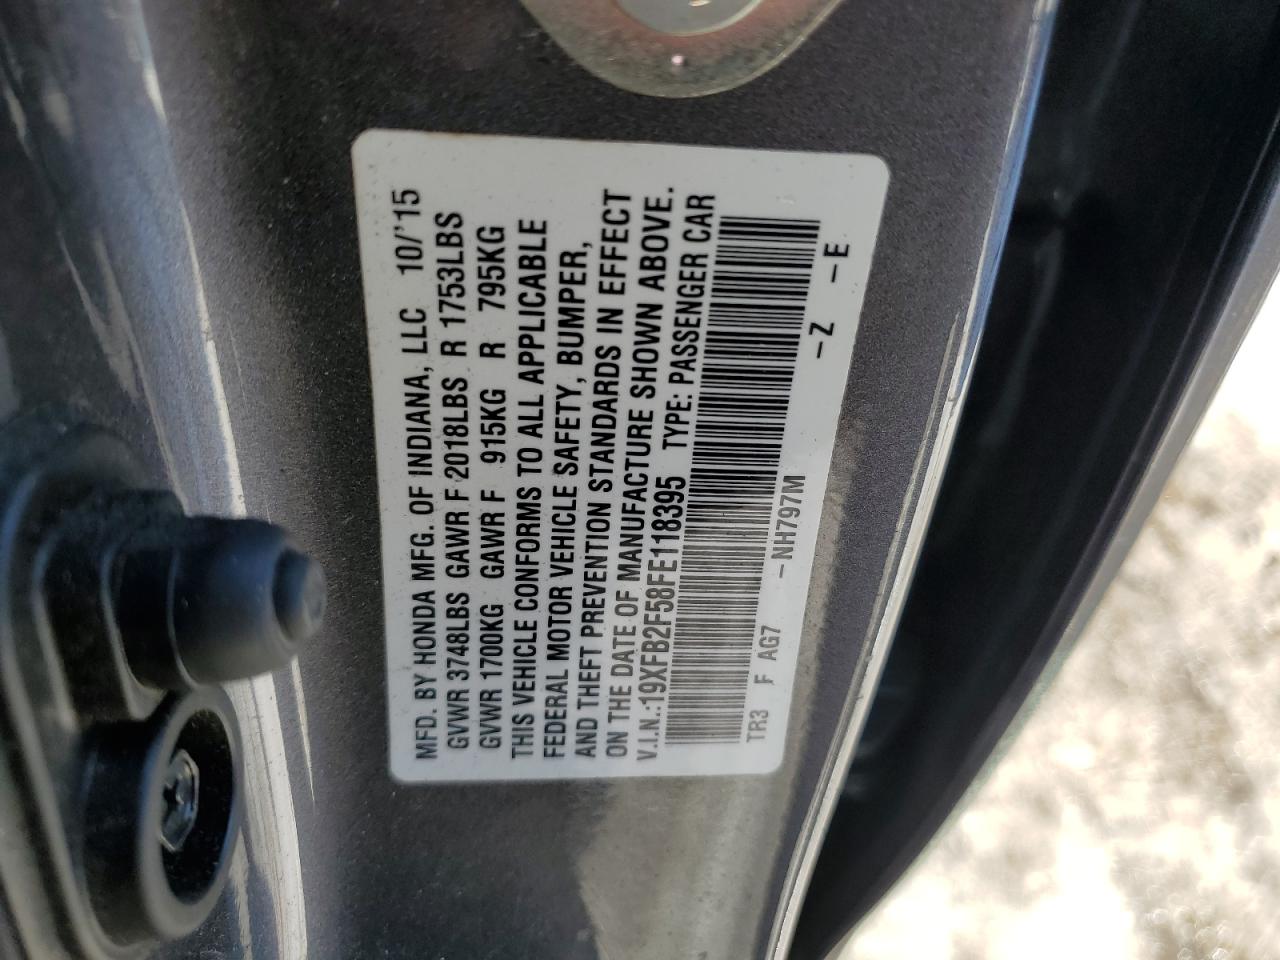 MFD. BY HONDA MFG. OF INDIANA, LLC 10/'15
GVWR 3748LBS GAWR F 2018LBS R 1753LBS
GVWR 1700KG GAWR F 915KG R 795KG
THIS VEHICLE CONFORMS TO ALL APPLICABLE
FEDERAL MOTOR VEHICLE SAFETY, BUMPER,
AND THEFT PREVENTION STANDARDS IN EFFECT
ON THE DATE OF MANUFACTURE SHOWN ABOVE.
V.I.N.:19XFB2F58FE118395 TYPE: PASSENGER CAR
TR3 F AG7 -NH797M -Z -E